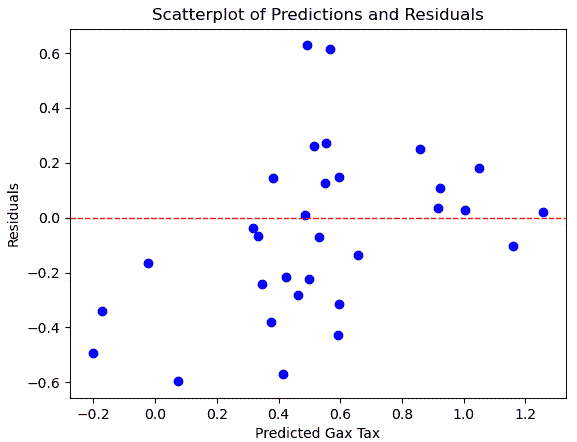 Scatterplot of Predictions and Residuals
0.6
0.4
0.2
0.0
−0.2
−0.4
−0.6
Residuals
−0.2 0.0 0.2 0.4 0.6 0.8 1.0 1.2
Predicted Gax Tax